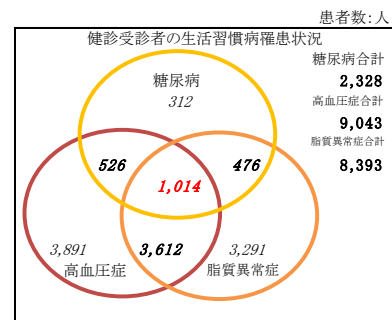 患者数：人
健診受診者の生活習慣病罹患状況
糖尿病合計
2,328
高血圧症合計
9,043
脂質異常症合計
8,393
糖尿病
312
526
476
1,014
3,891
3,612
3,291
高血圧症
脂質異常症